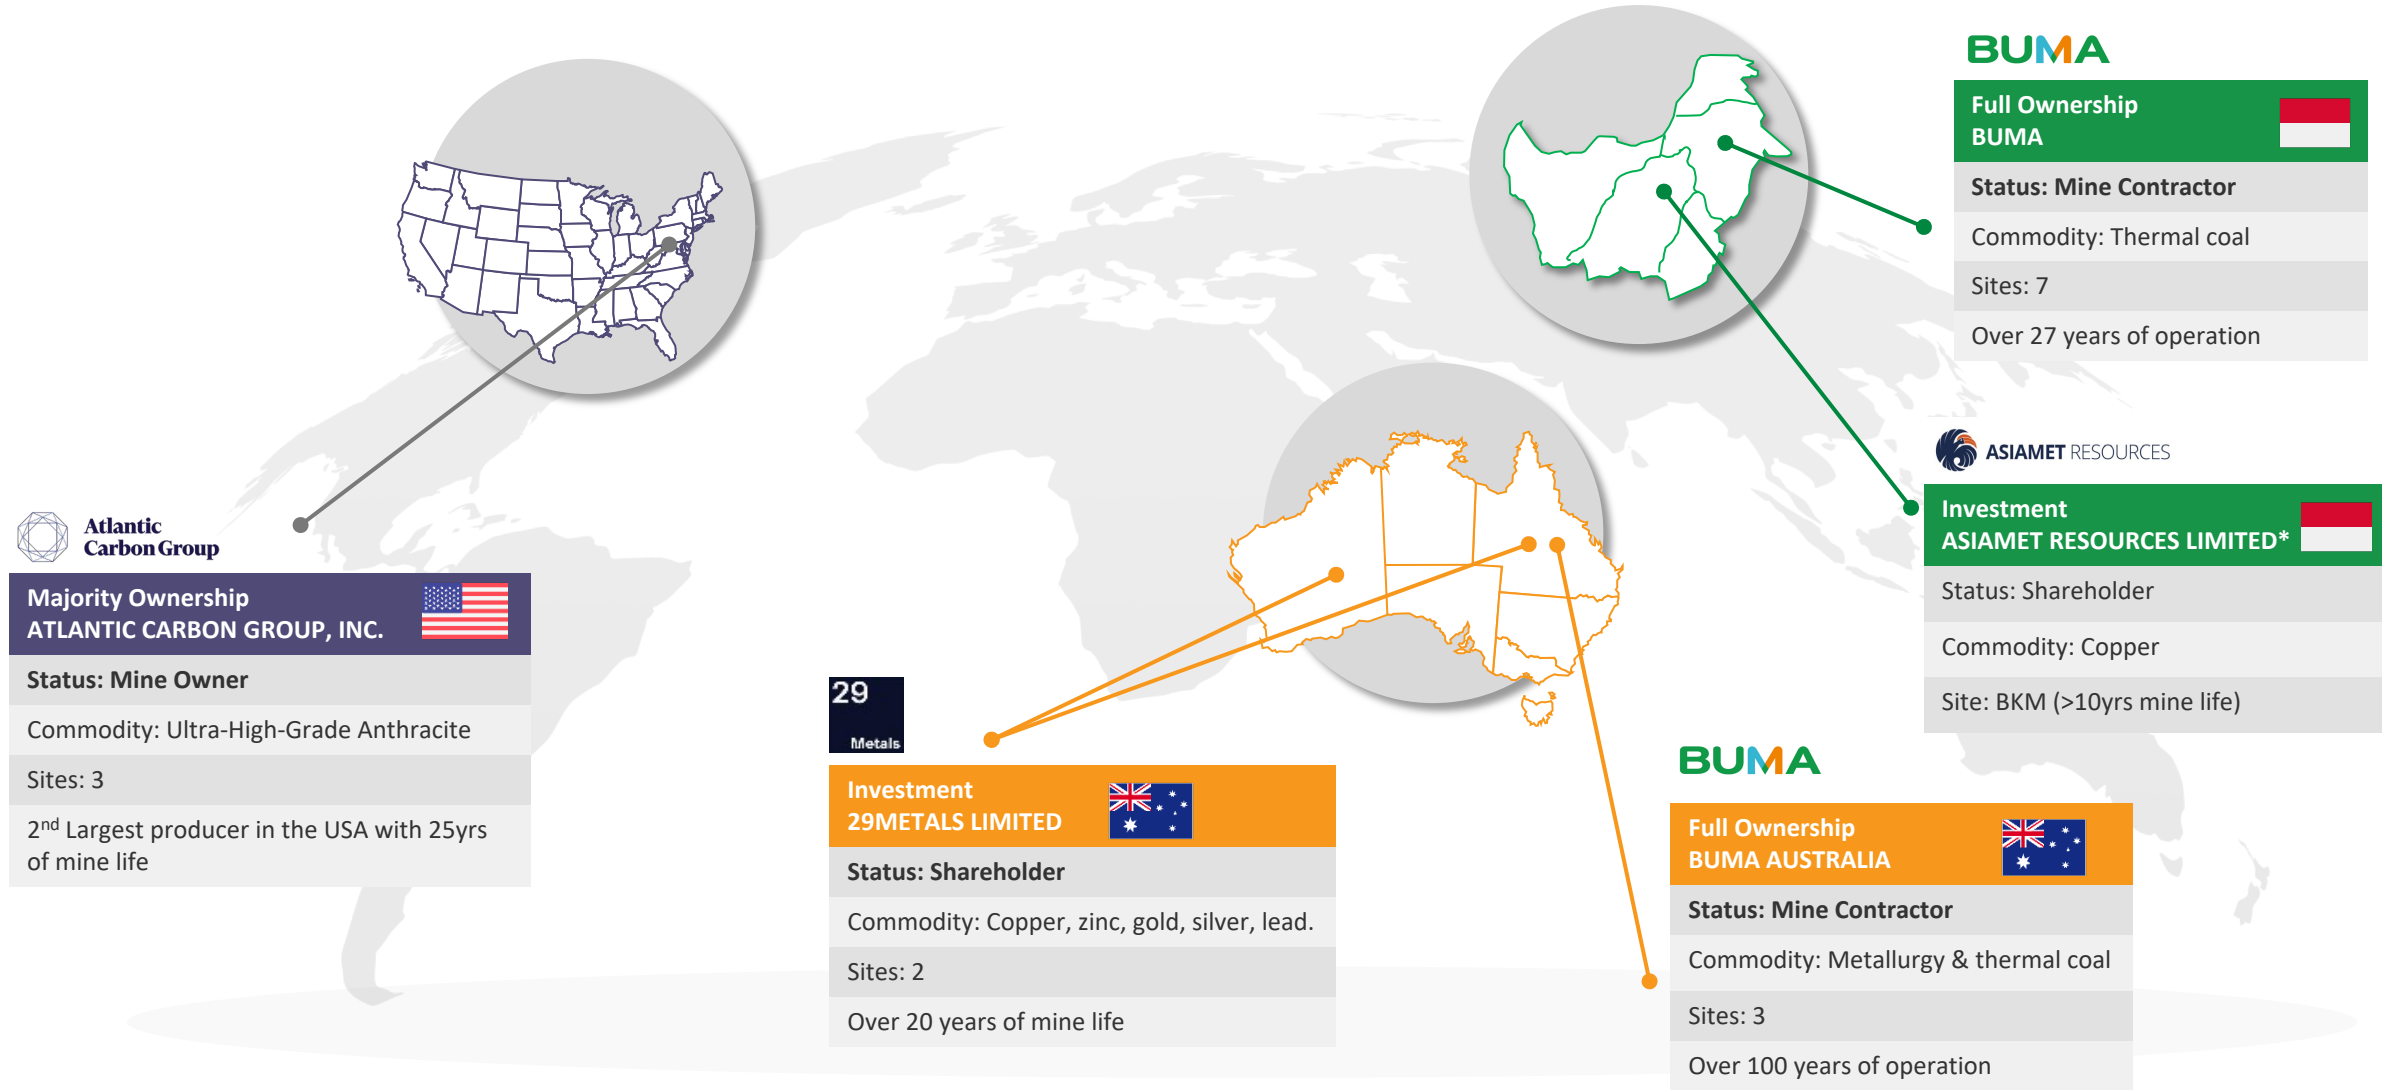 BUMA
Full Ownership
BUMA
Status: Mine Contractor
Commodity: Thermal coal
Sites: 7
Over 27 years of operation
ASIAMET RESOURCES
Investment
ASIAMET RESOURCES LIMITED*
Status: Shareholder
Commodity: Copper
Site: BKM (>10yrs mine life)
Atlantic
Carbon Group
Majority Ownership
ATLANTIC CARBON GROUP, INC.
Status: Mine Owner
Commodity: Ultra-High-Grade Anthracite
Sites: 3
2nd Largest producer in the USA with 25yrs
of mine life
29
Metals
Investment
29METALS LIMITED
Status: Shareholder
Commodity: Copper, zinc, gold, silver, lead.
Sites: 2
Over 20 years of mine life
BUMA
Full Ownership
BUMA AUSTRALIA
Status: Mine Contractor
Commodity: Metallurgy & thermal coal
Sites: 3
Over 100 years of operation